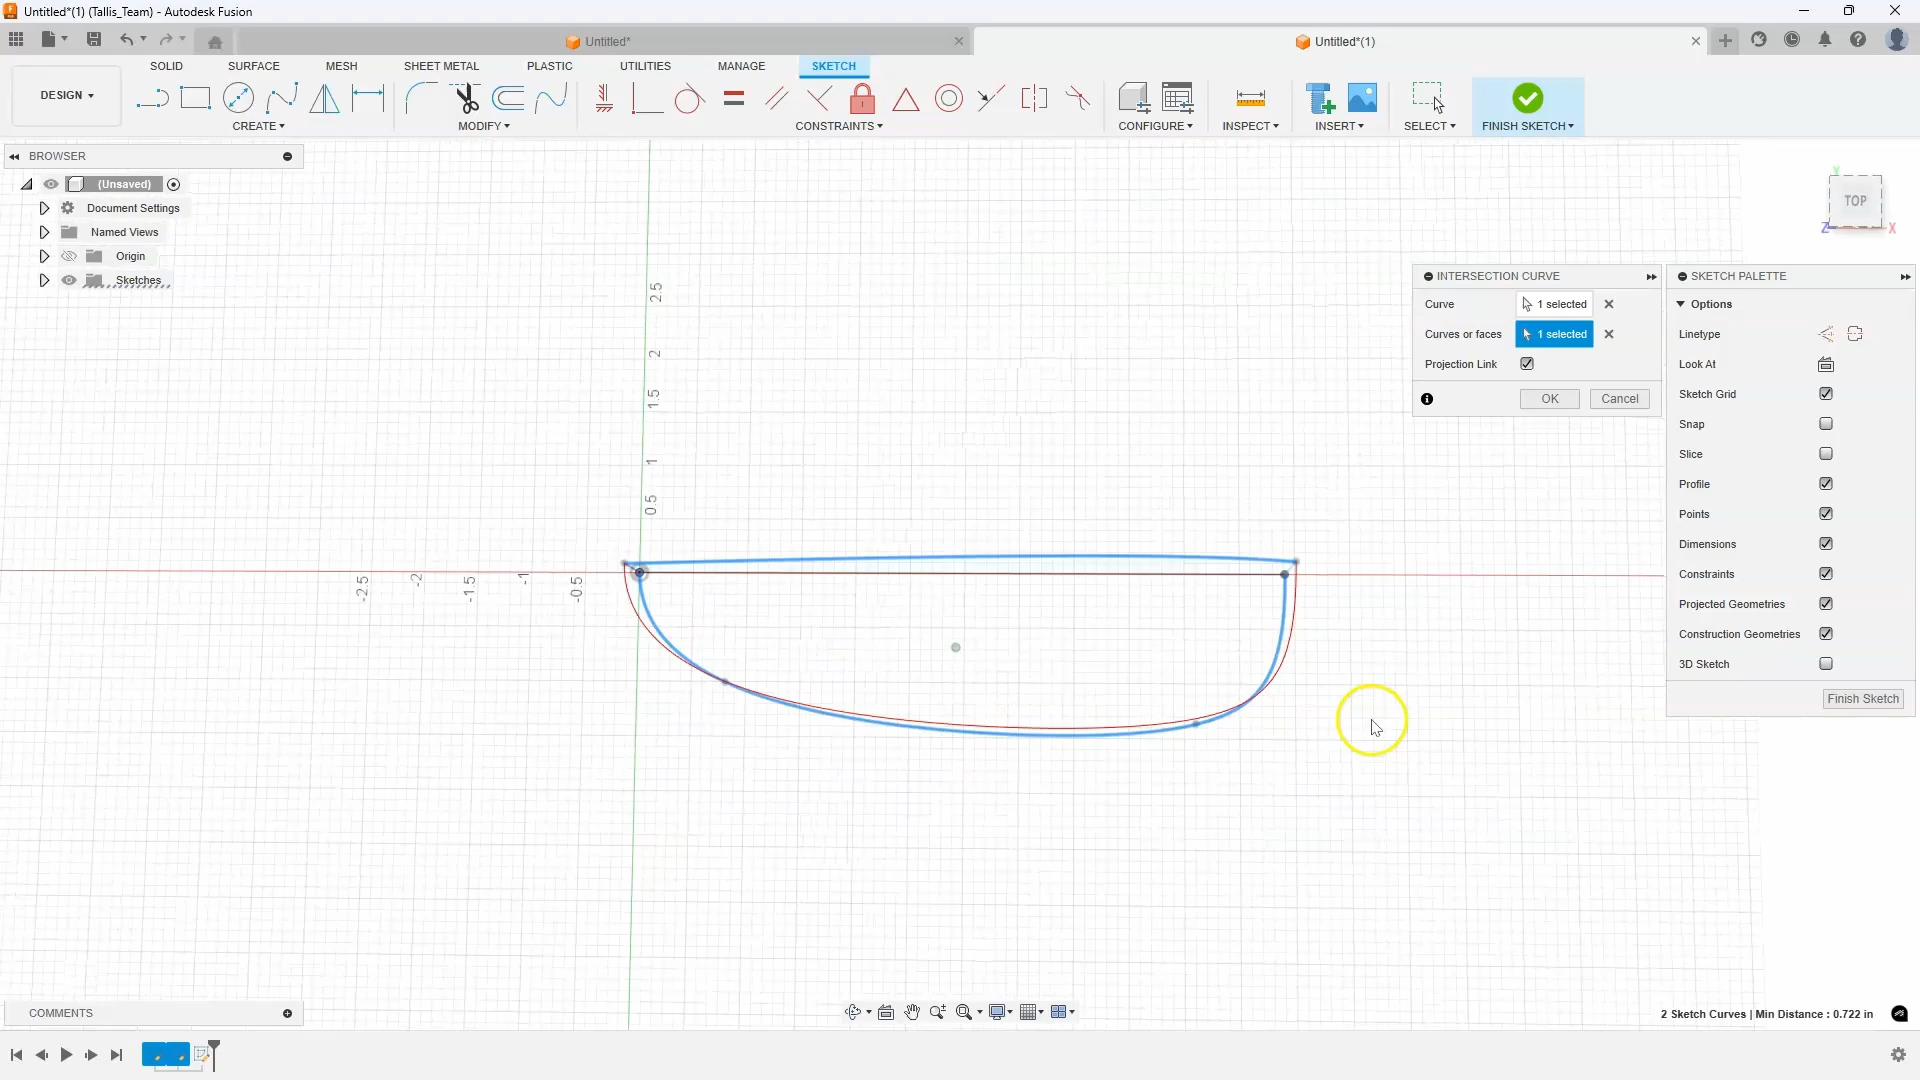 Untitled*(1) (Tallis_Team) - Autodesk Fusion
Untitled*
Untitled*(1)
SOLID SURFACE MESH SHEET METAL PLASTIC UTILITIES MANAGE SKETCH
DESIGN
CREATE MODIFY CONSTRAINTS CONFIGURE INSPECT INSERT SELECT FINISH SKETCH
BROWSER
(Unsaved)
Document Settings
Named Views
Origin
Sketches
TOP
Y
Z
X
INTERSECTION CURVE
Curve 1 selected
Curves or faces 1 selected
Projection Link
OK Cancel
SKETCH PALETTE
Options
Linetype
Look At
Sketch Grid
Snap
Slice
Profile
Points
Dimensions
Constraints
Projected Geometries
Construction Geometries
3D Sketch
Finish Sketch
2.5
2
1.5
1
0.5
-2.5
-2
-1.5
-1
-0.5
COMMENTS
2 Sketch Curves | Min Distance : 0.722 in